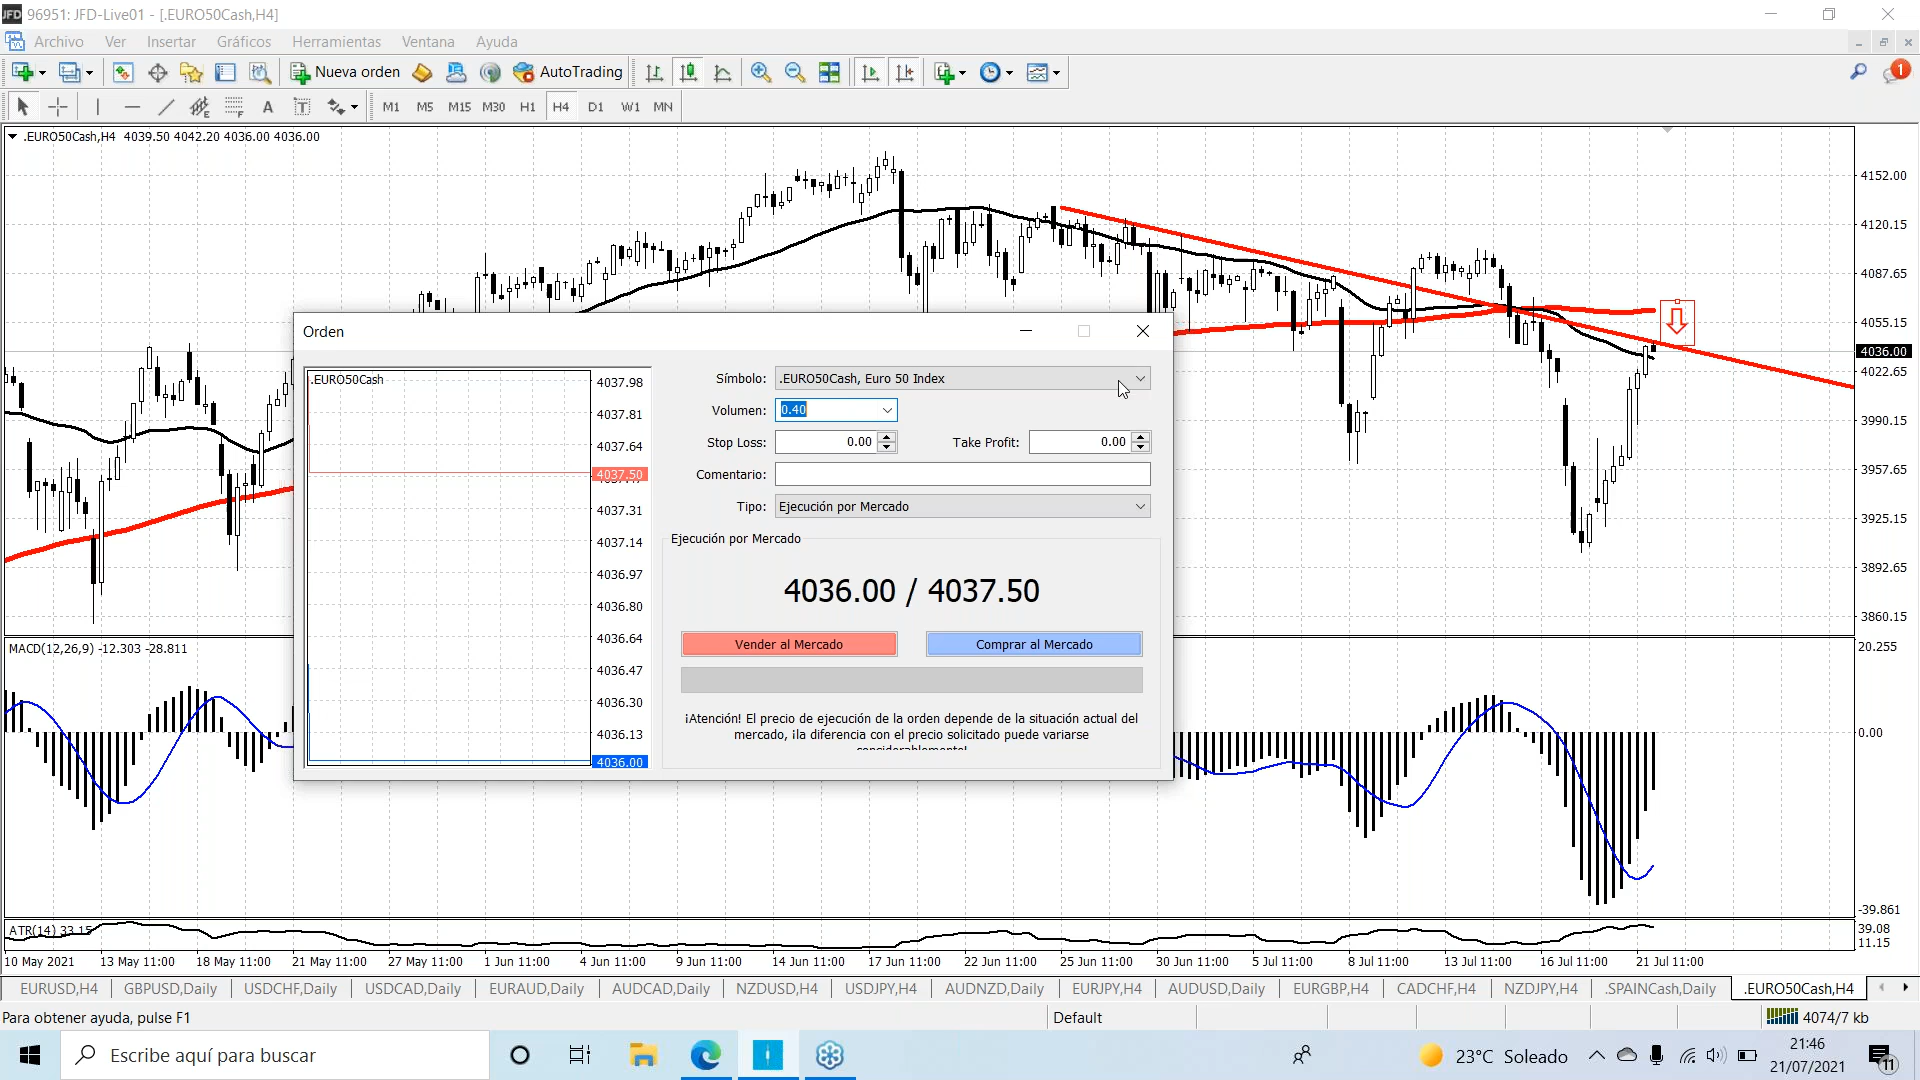 JFD 96951: JFD-Live01 - [.EURO50Cash,H4]
Archivo Ver Insertar Gráficos Herramientas Ventana Ayuda
Nueva orden AutoTrading 1
A T M1 M5 M15 M30 H1 H4 D1 W1 MN
.EURO50Cash,H4 4039.50 4042.20 4036.00 4036.00
4152.00
4120.15
4087.65
4055.15
4036.00
4022.65
3990.15
3957.65
3925.15
3892.65
3860.15
Orden
.EURO50Cash
4037.98
4037.81
4037.64
4037.50
4037.31
4037.14
4036.97
4036.80
4036.64
4036.47
4036.30
4036.13
4036.00
Símbolo: .EURO50Cash, Euro 50 Index
Volumen: 0.40
Stop Loss: 0.00 Take Profit: 0.00
Comentario:
Tipo: Ejecución por Mercado
Ejecución por Mercado
4036.00 / 4037.50
Vender al Mercado Comprar al Mercado
¡Atención! El precio de ejecución de la orden depende de la situación actual del
mercado, ¡la diferencia con el precio solicitado puede variarse
MACD(12,26,9) -12.303 -28.811
20.255
0.00
-39.861
ATR(14) 33.15
39.08
11.15
10 May 2021 13 May 11:00 18 May 11:00 21 May 11:00 27 May 11:00 1 Jun 11:00 4 Jun 11:00 9 Jun 11:00 14 Jun 11:00 17 Jun 11:00 22 Jun 11:00 25 Jun 11:00 30 Jun 11:00 5 Jul 11:00 8 Jul 11:00 13 Jul 11:00 16 Jul 11:00 21 Jul 11:00
EURUSD,H4 GBPUSD,Daily USDCHF,Daily USDCAD,Daily EURAUD,Daily AUDCAD,Daily NZDUSD,H4 USDJPY,H4 AUDNZD,Daily EURJPY,H4 AUDUSD,Daily EURGBP,H4 CADCHF,H4 NZDJPY,H4 .SPAINCash,Daily .EURO50Cash,H4
Para obtener ayuda, pulse F1 Default 4074/7 kb
Escribe aquí para buscar 23°C Soleado 21:46
21/07/2021 11